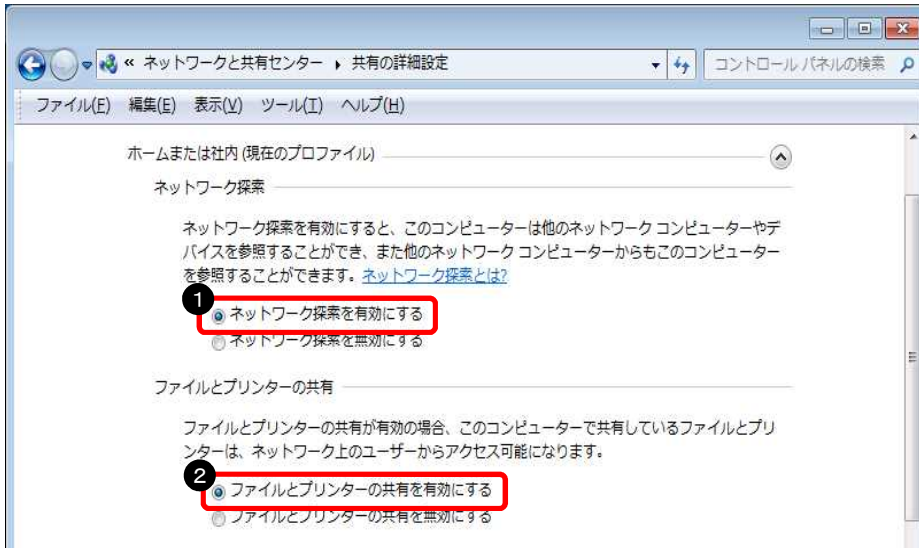 « ネットワークと共有センター ▸ 共有の詳細設定
コントロール パネルの検索
ファイル(F) 編集(E) 表示(V) ツール(T) ヘルプ(H)
ホームまたは社内 (現在のプロファイル)
ネットワーク探索
ネットワーク探索を有効にすると、このコンピューターは他のネットワーク コンピューターやデ
バイスを参照することができ、また他のネットワーク コンピューターからもこのコンピューター
を参照することができます。ネットワーク探索とは?
1
ネットワーク探索を有効にする
ネットワーク探索を無効にする
ファイルとプリンターの共有
ファイルとプリンターの共有が有効の場合、このコンピューターで共有しているファイルとプリ
ンターは、ネットワーク上のユーザーからアクセス可能になります。
2
ファイルとプリンターの共有を有効にする
ファイルとプリンターの共有を無効にする